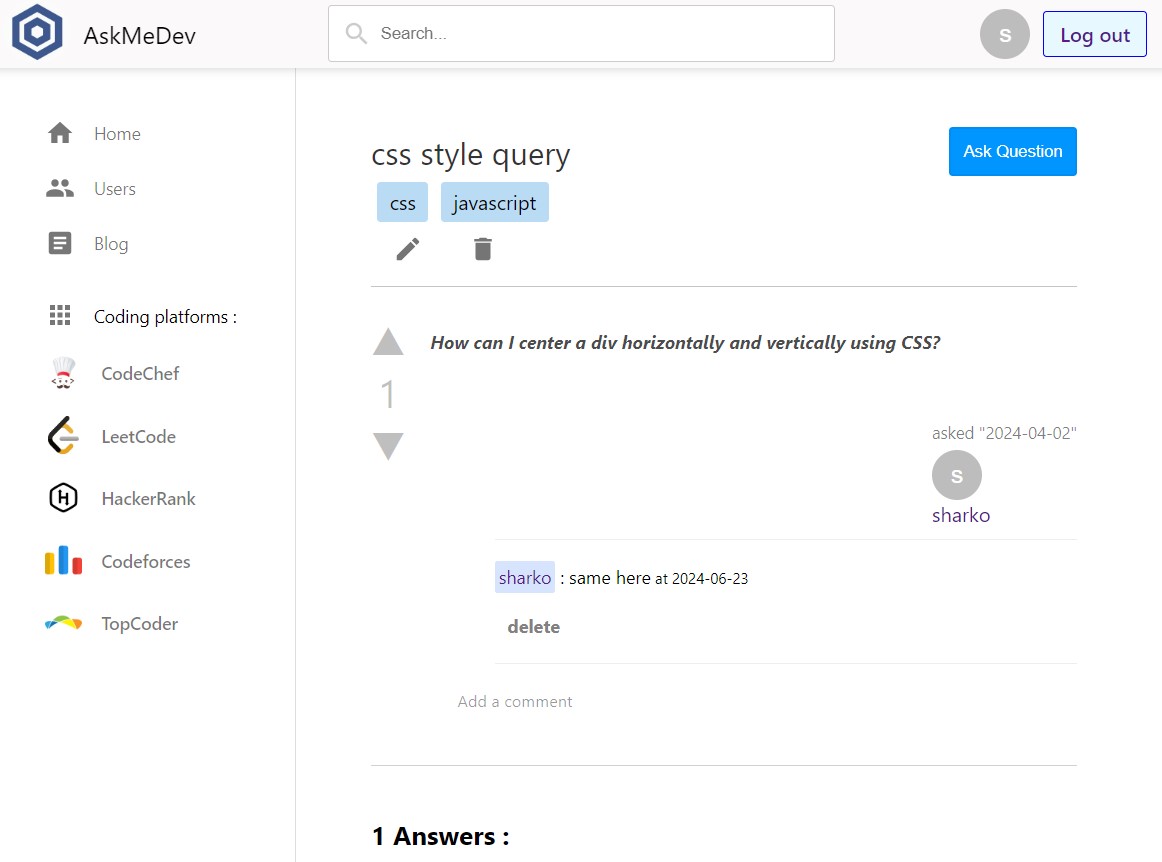 AskMeDev
Search...
S
Log out
Home
Users
Blog
Coding platforms :
CodeChef
LeetCode
HackerRank
Codeforces
TopCoder
css style query
Ask Question
css
javascript
How can I center a div horizontally and vertically using CSS?
1
asked "2024-04-02"
S
sharko
sharko : same here at 2024-06-23
delete
Add a comment
1 Answers :